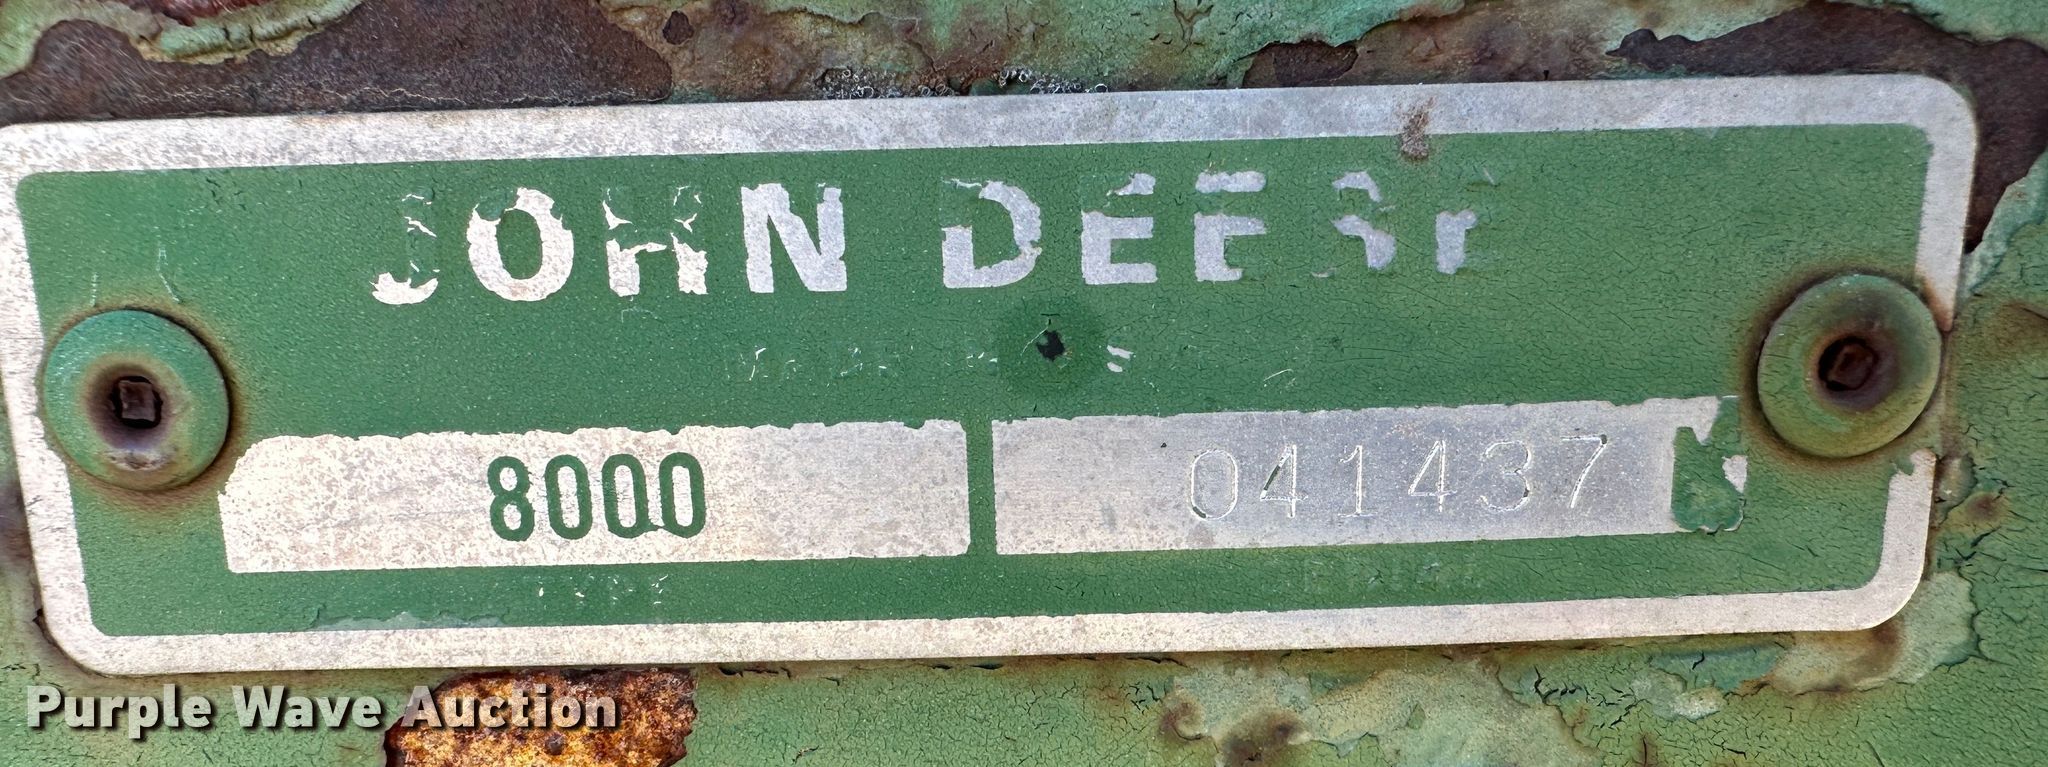 JOHN DEERE
8000 041437
Purple Wave Auction